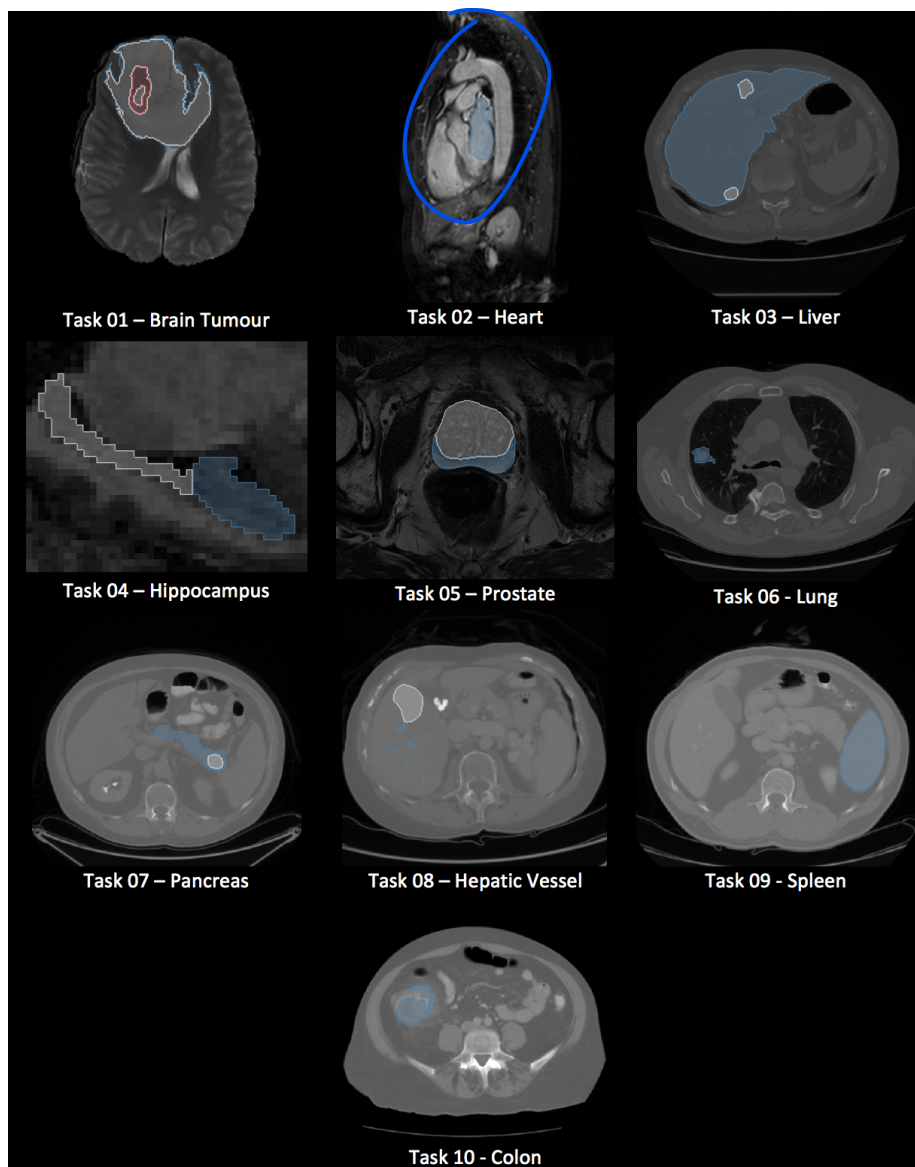 Task 01 – Brain Tumour
Task 02 – Heart
Task 03 – Liver
Task 04 – Hippocampus
Task 05 – Prostate
Task 06 - Lung
Task 07 – Pancreas
Task 08 – Hepatic Vessel
Task 09 - Spleen
Task 10 - Colon